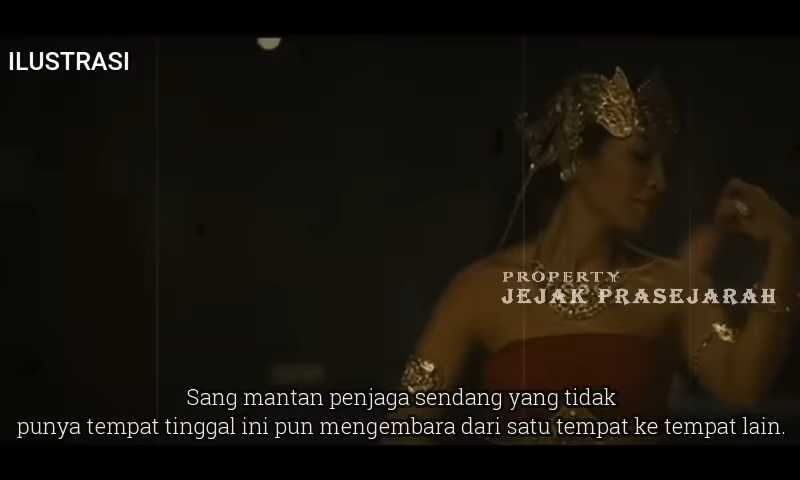 ILUSTRASI
PROPERTY
JEJAK PRASEJARAH
Sang mantan penjaga sendang yang tidak
punya tempat tinggal ini pun mengembara dari satu tempat ke tempat lain.